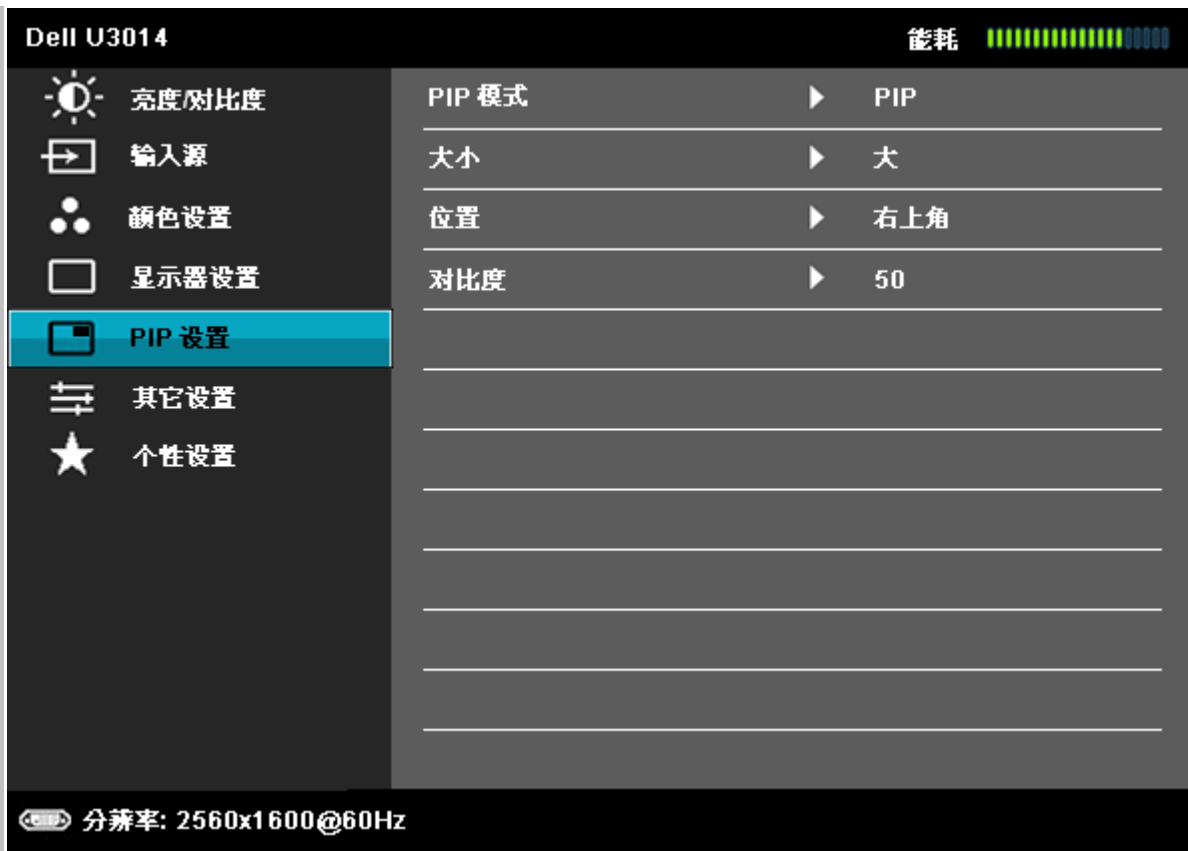 Dell U3014 能耗
亮度/对比度
输入源
颜色设置
显示器设置
PIP 设置
其它设置
个性设置
PIP 模式 PIP
大小 大
位置 右上角
对比度 50
分辨率: 2560x1600@60Hz